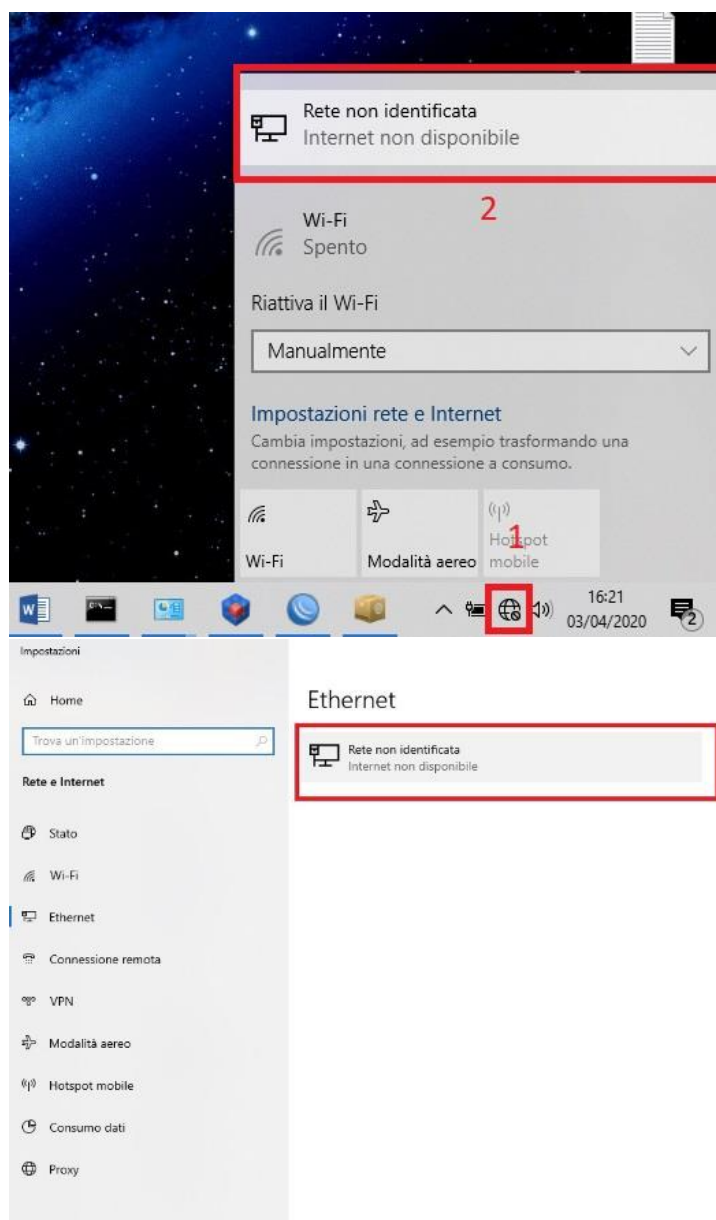 Rete non identificata
Internet non disponibile
2
Wi-Fi
Spento
Riattiva il Wi-Fi
Manualmente
Impostazioni rete e Internet
Cambia impostazioni, ad esempio trasformando una
connessione in una connessione a consumo.
Wi-Fi
Modalità aereo
Hotspot
mobile
1
16:21
03/04/2020
2
Impostazioni
Home
Trova un'impostazione
Rete e Internet
Stato
Wi-Fi
Ethernet
Connessione remota
VPN
Modalità aereo
Hotspot mobile
Consumo dati
Proxy
Ethernet
Rete non identificata
Internet non disponibile